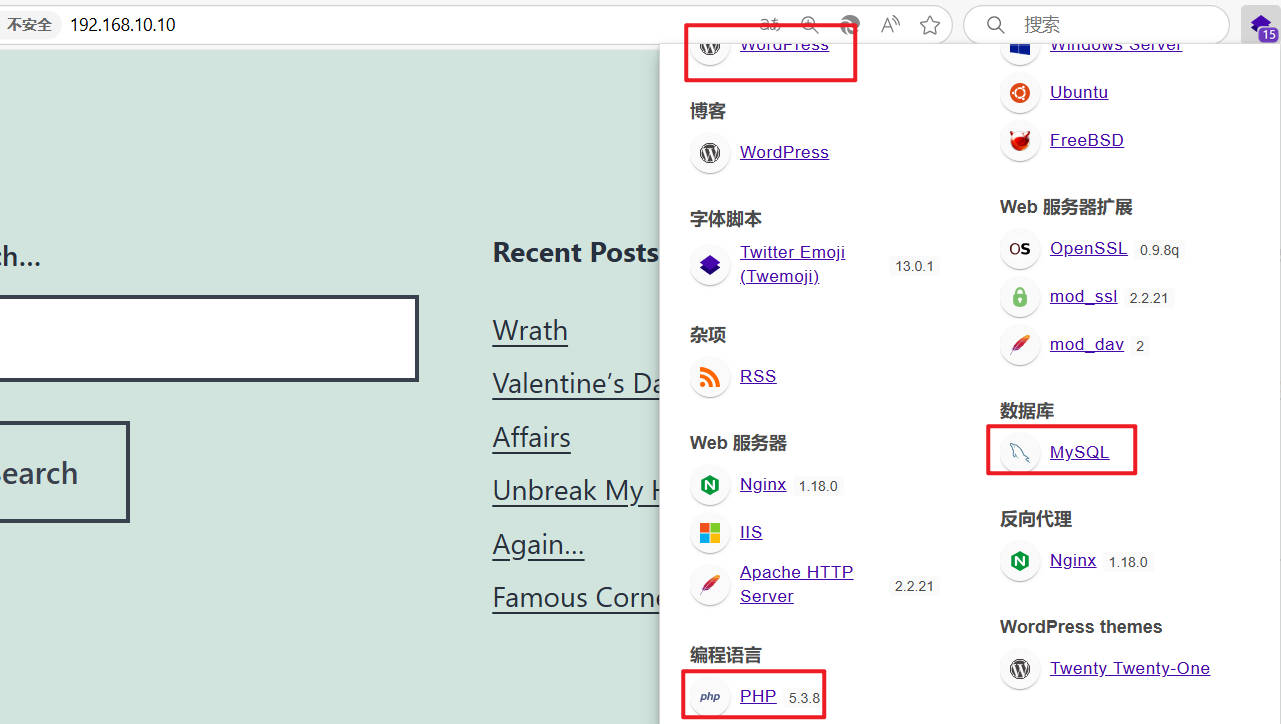 不安全 192.168.10.10
搜索
15
ch...
Search
Recent Posts
Wrath
Valentine's Da
Affairs
Unbreak My H
Again...
Famous Corne
WordPress
博客
WordPress
字体脚本
Twitter Emoji
(Twemoji) 13.0.1
杂项
RSS
Web 服务器
Nginx 1.18.0
IIS
Apache HTTP
Server 2.2.21
编程语言
php PHP 5.3.8
Windows Server
Ubuntu
FreeBSD
Web 服务器扩展
OS OpenSSL 0.9.8q
mod_ssl 2.2.21
mod_dav 2
数据库
MySQL
反向代理
Nginx 1.18.0
WordPress themes
Twenty Twenty-One